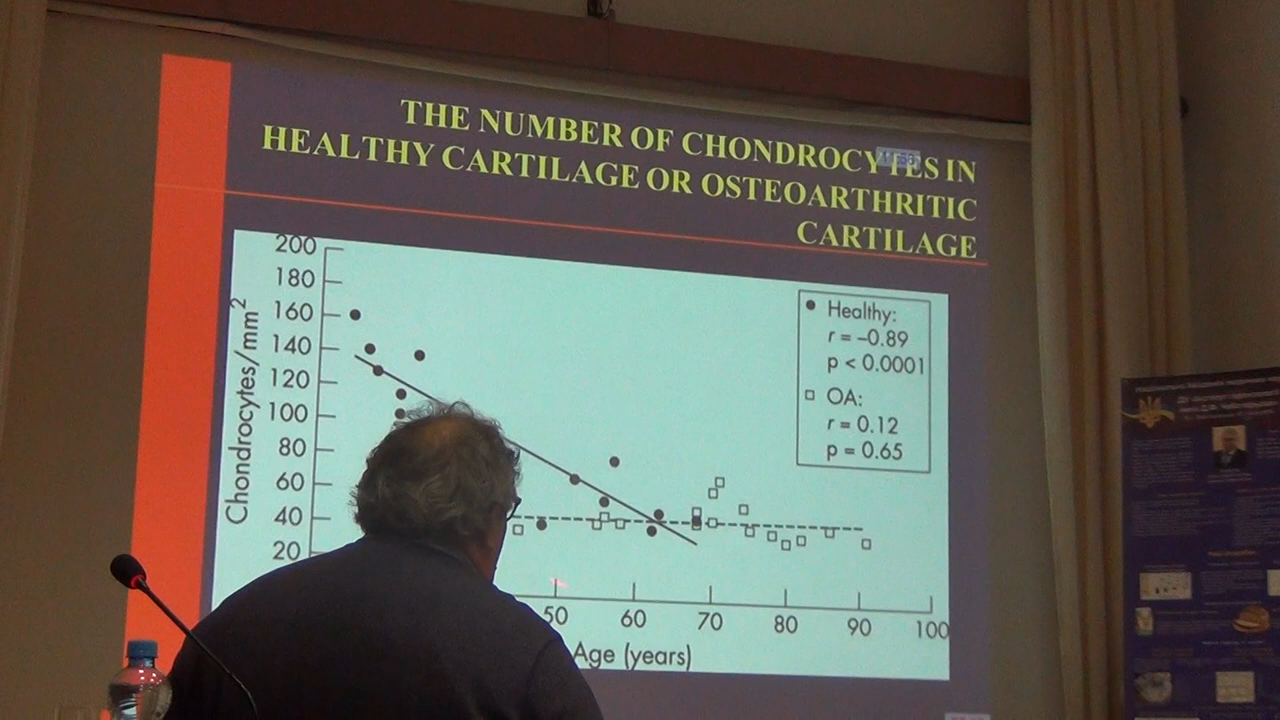 THE NUMBER OF CHONDROCYTES IN
HEALTHY CARTILAGE OR OSTEOARTHRITIC
CARTILAGE
11:58
200
180
160
140
120
100
80
60
40
20
Chondrocytes/mm²
Healthy:
r = –0.89
p < 0.0001
OA:
r = 0.12
p = 0.65
50 60 70 80 90 100
Age (years)